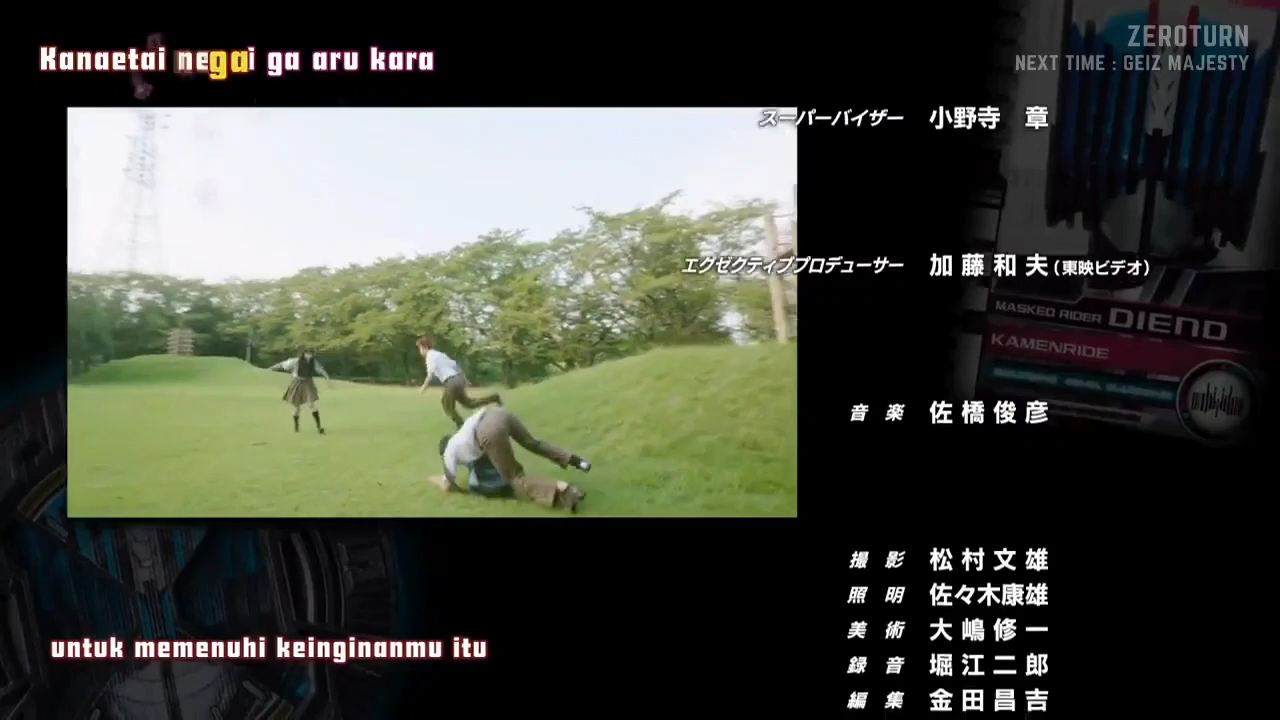 Kanaetai negai ga aru kara
ZEROTURN
NEXT TIME : GEIZ MAJESTY
スーパーバイザー 小野寺 章
エグゼクティブプロデューサー 加藤和夫(東映ビデオ)
MASKED RIDER DIEND
KAMENRIDE
音楽 佐橋俊彦
撮影 松村文雄
照明 佐々木康雄
美術 大嶋修一
録音 堀江二郎
編集 金田昌吉
untuk memenuhi keinginanmu itu